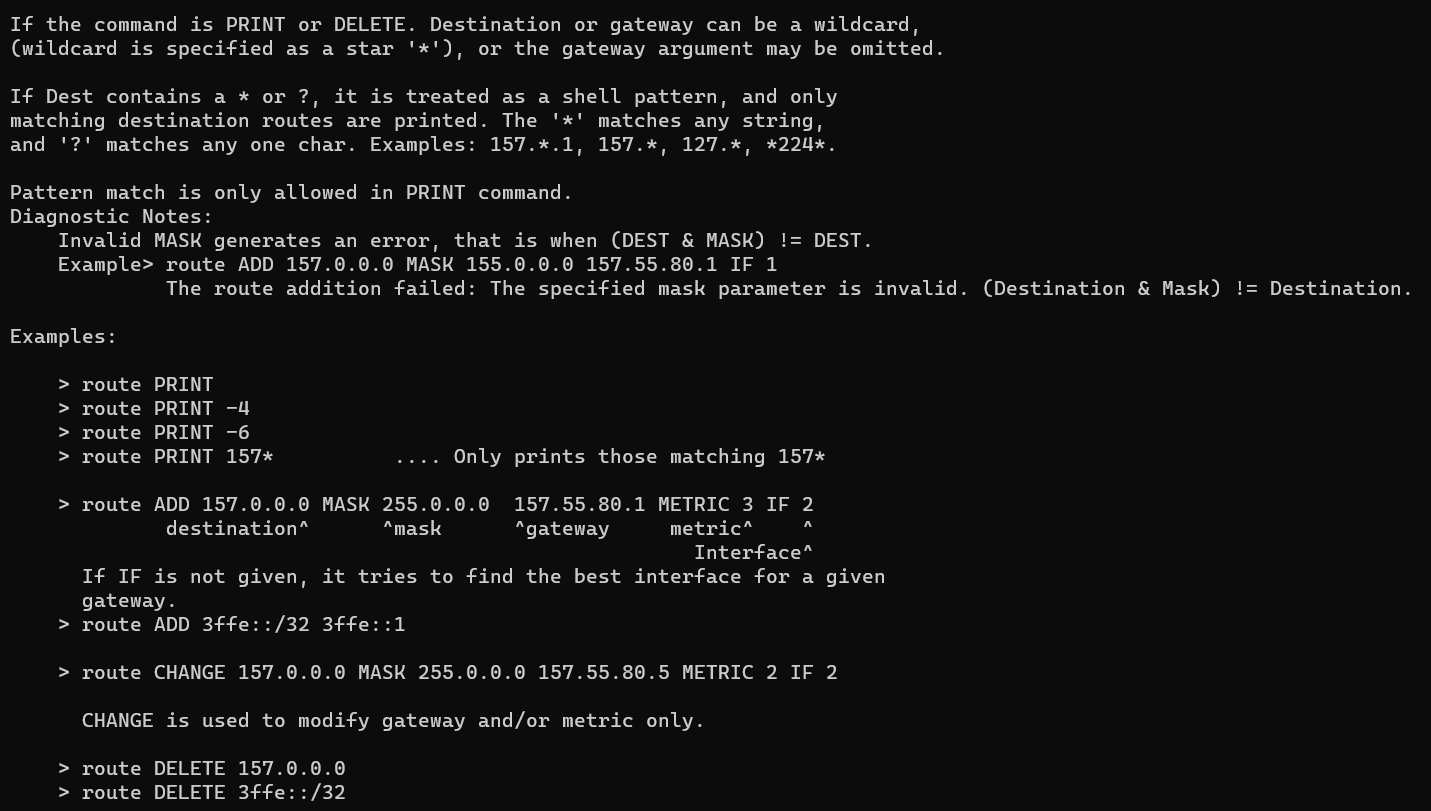 If the command is PRINT or DELETE. Destination or gateway can be a wildcard,
(wildcard is specified as a star '*'), or the gateway argument may be omitted.

If Dest contains a * or ?, it is treated as a shell pattern, and only
matching destination routes are printed. The '*' matches any string,
and '?' matches any one char. Examples: 157.*.1, 157.*, 127.*, *224*.

Pattern match is only allowed in PRINT command.
Diagnostic Notes:
    Invalid MASK generates an error, that is when (DEST & MASK) != DEST.
    Example> route ADD 157.0.0.0 MASK 155.0.0.0 157.55.80.1 IF 1
             The route addition failed: The specified mask parameter is invalid. (Destination & Mask) != Destination.

Examples:

    > route PRINT
    > route PRINT -4
    > route PRINT -6
    > route PRINT 157*          .... Only prints those matching 157*

    > route ADD 157.0.0.0 MASK 255.0.0.0  157.55.80.1 METRIC 3 IF 2
             destination^      ^mask      ^gateway     metric^    ^
                                                         Interface^
      If IF is not given, it tries to find the best interface for a given
      gateway.
    > route ADD 3ffe::/32 3ffe::1

    > route CHANGE 157.0.0.0 MASK 255.0.0.0 157.55.80.5 METRIC 2 IF 2

      CHANGE is used to modify gateway and/or metric only.

    > route DELETE 157.0.0.0
    > route DELETE 3ffe::/32